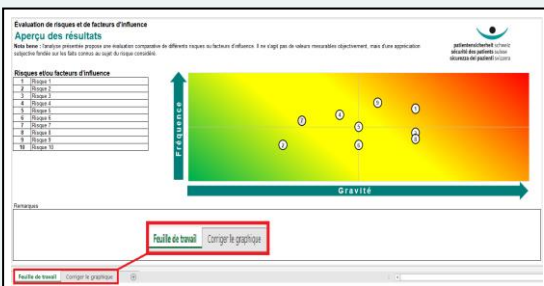 Évaluation de risques et de facteurs d'influence
Aperçu des résultats
Nota bene : l'analyse présentée propose une évaluation comparative de différents risques ou facteurs d'influence. Il ne s'agit pas de valeurs mesurables objectivement, mais d'une appréciation
subjective fondée sur les faits connus au sujet du risque considéré.
patientensicherheit schweiz
sécurité des patients suisse
sicurezza dei pazienti svizzera
Risques et/ou facteurs d'influence
1 Risque 1
2 Risque 2
3 Risque 3
4 Risque 4
5 Risque 5
6 Risque 6
7 Risque 7
8 Risque 8
9 Risque 9
10 Risque 10
Fréquence
Gravité
Remarques
Feuille de travail Corriger le graphique
Feuille de travail Corriger le graphique